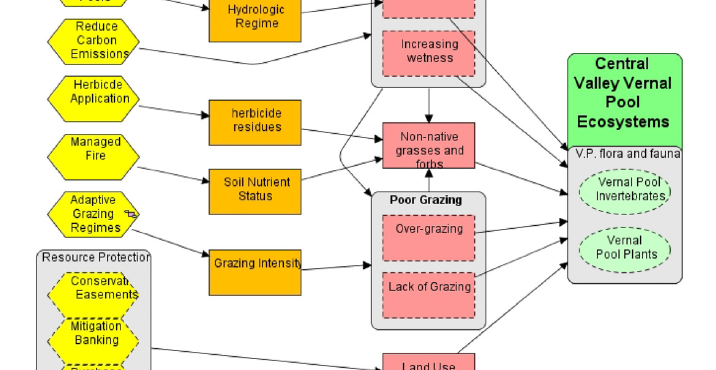 Pools
Hydrologic
Regime
Reduce
Carbon
Emissions
Increasing
wetness
Central
Valley Vernal
Pool
Ecosystems
Herbicde
Application
herbicide
residues
Non-native
grasses and
forbs
V.P. flora and fauna
Managed
Fire
Soil Nutrient
Status
Vernal Pool
Invertebrates
Adaptive
Grazing
Regimes
Poor Grazing
Over-grazing
Vernal
Pool Plants
Resource Protection
Grazing Intensity
Conservati
Easements
Lack of Grazing
Mitigation
Banking
Land Use